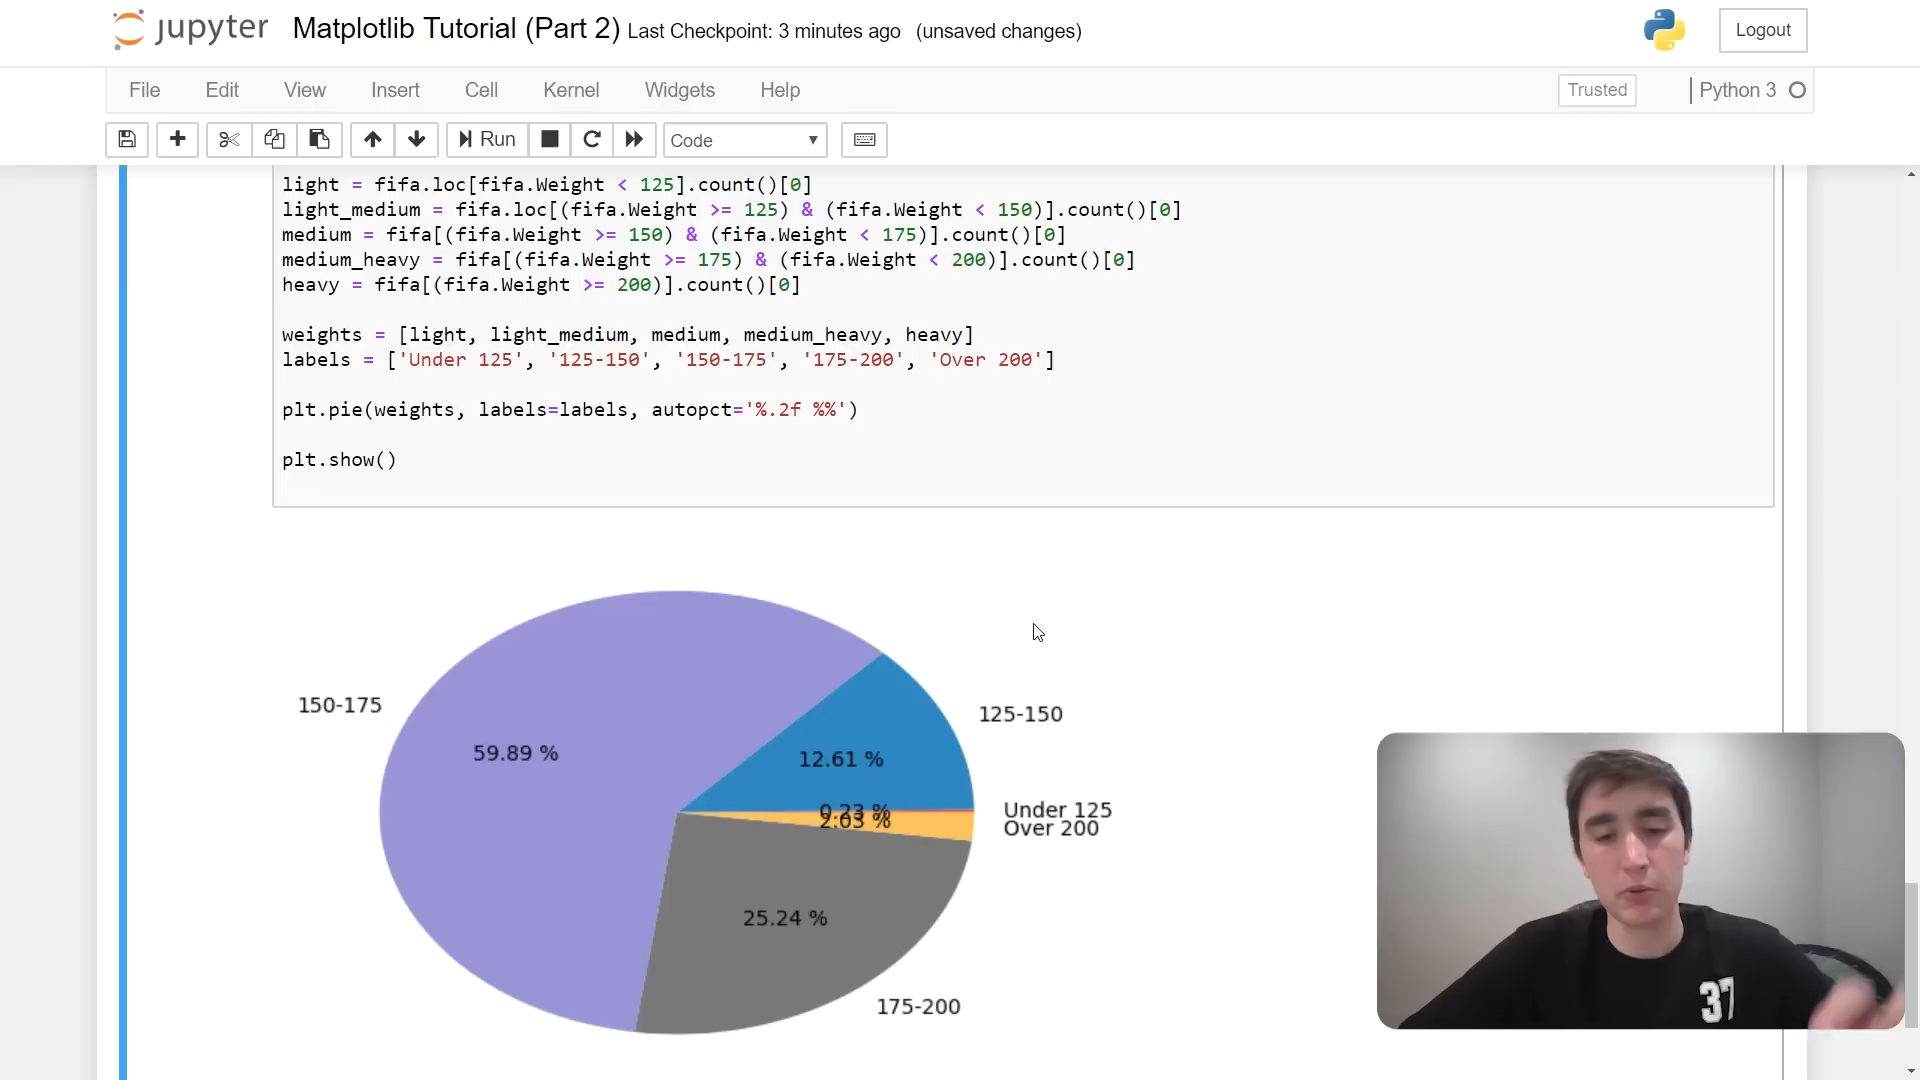 jupyter Matplotlib Tutorial (Part 2) Last Checkpoint: 3 minutes ago (unsaved changes) Logout
File Edit View Insert Cell Kernel Widgets Help Trusted Python 3
Run Code
light = fifa.loc[fifa.Weight < 125].count()[0]
light_medium = fifa.loc[(fifa.Weight >= 125) & (fifa.Weight < 150)].count()[0]
medium = fifa[(fifa.Weight >= 150) & (fifa.Weight < 175)].count()[0]
medium_heavy = fifa[(fifa.Weight >= 175) & (fifa.Weight < 200)].count()[0]
heavy = fifa[(fifa.Weight >= 200)].count()[0]
weights = [light, light_medium, medium, medium_heavy, heavy]
labels = ['Under 125', '125-150', '150-175', '175-200', 'Over 200']
plt.pie(weights, labels=labels, autopct='%.2f %%')
plt.show()
150-175
125-150
59.89 %
12.61 %
0.23 %
2.03 %
Under 125
Over 200
25.24 %
175-200
37